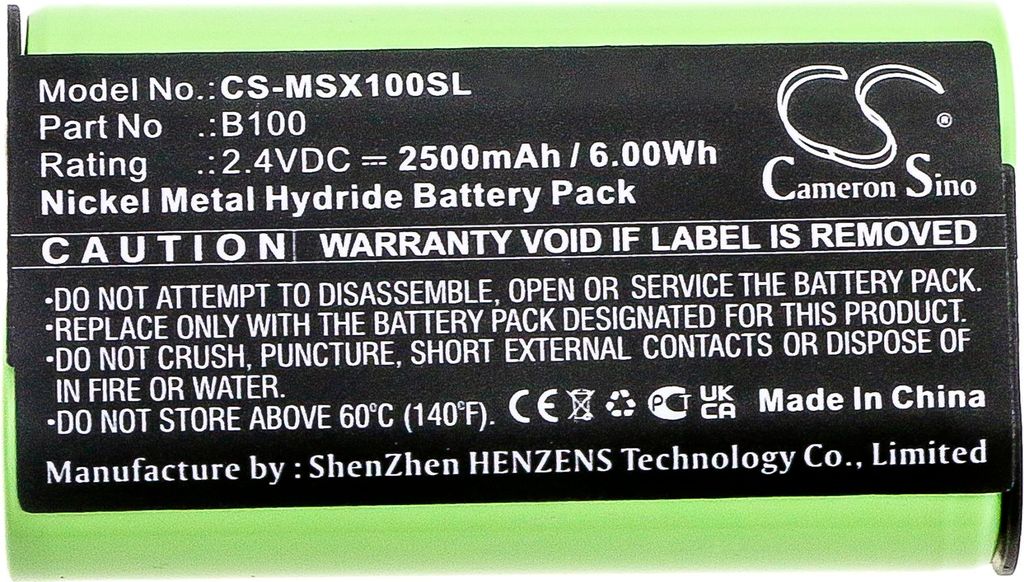 Model No.:CS-MSX100SL
Part No .:B100
Rating .:2.4VDC ⎓ 2500mAh / 6.00Wh
Nickel Metal Hydride Battery Pack
CS ®
Cameron Sino
CAUTION WARRANTY VOID IF LABEL IS REMOVED
·DO NOT ATTEMPT TO DISASSEMBLE, OPEN OR SERVICE THE BATTERY PACK.
·REPLACE ONLY WITH THE BATTERY PACK DESIGNATED FOR THIS PRODUCT.
·DO NOT CRUSH, PUNCTURE, SHORT EXTERNAL CONTACTS OR DISPOSE OF
IN FIRE OR WATER.
·DO NOT STORE ABOVE 60°C (140°F). CE PCT UK CA Made In China
Manufacture by : ShenZhen HENZENS Technology Co., Limited